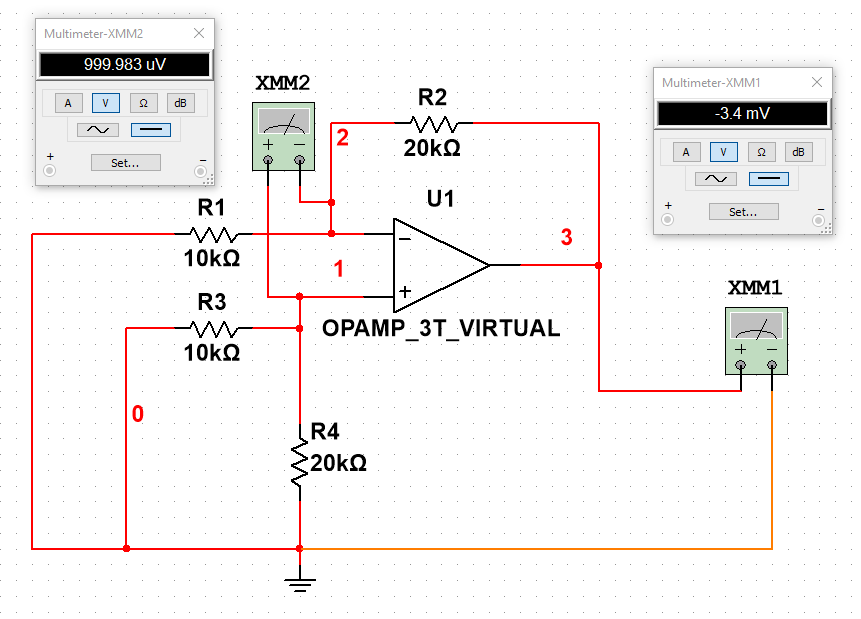 Multimeter-XMM2
999.983 uV
A V Ω dB
+ Set... −
XMM2
+ −
R2
20kΩ
2
Multimeter-XMM1
-3.4 mV
A V Ω dB
+ Set... −
R1
10kΩ
U1
−
+
1
3
OPAMP_3T_VIRTUAL
R3
10kΩ
XMM1
+ −
0
R4
20kΩ